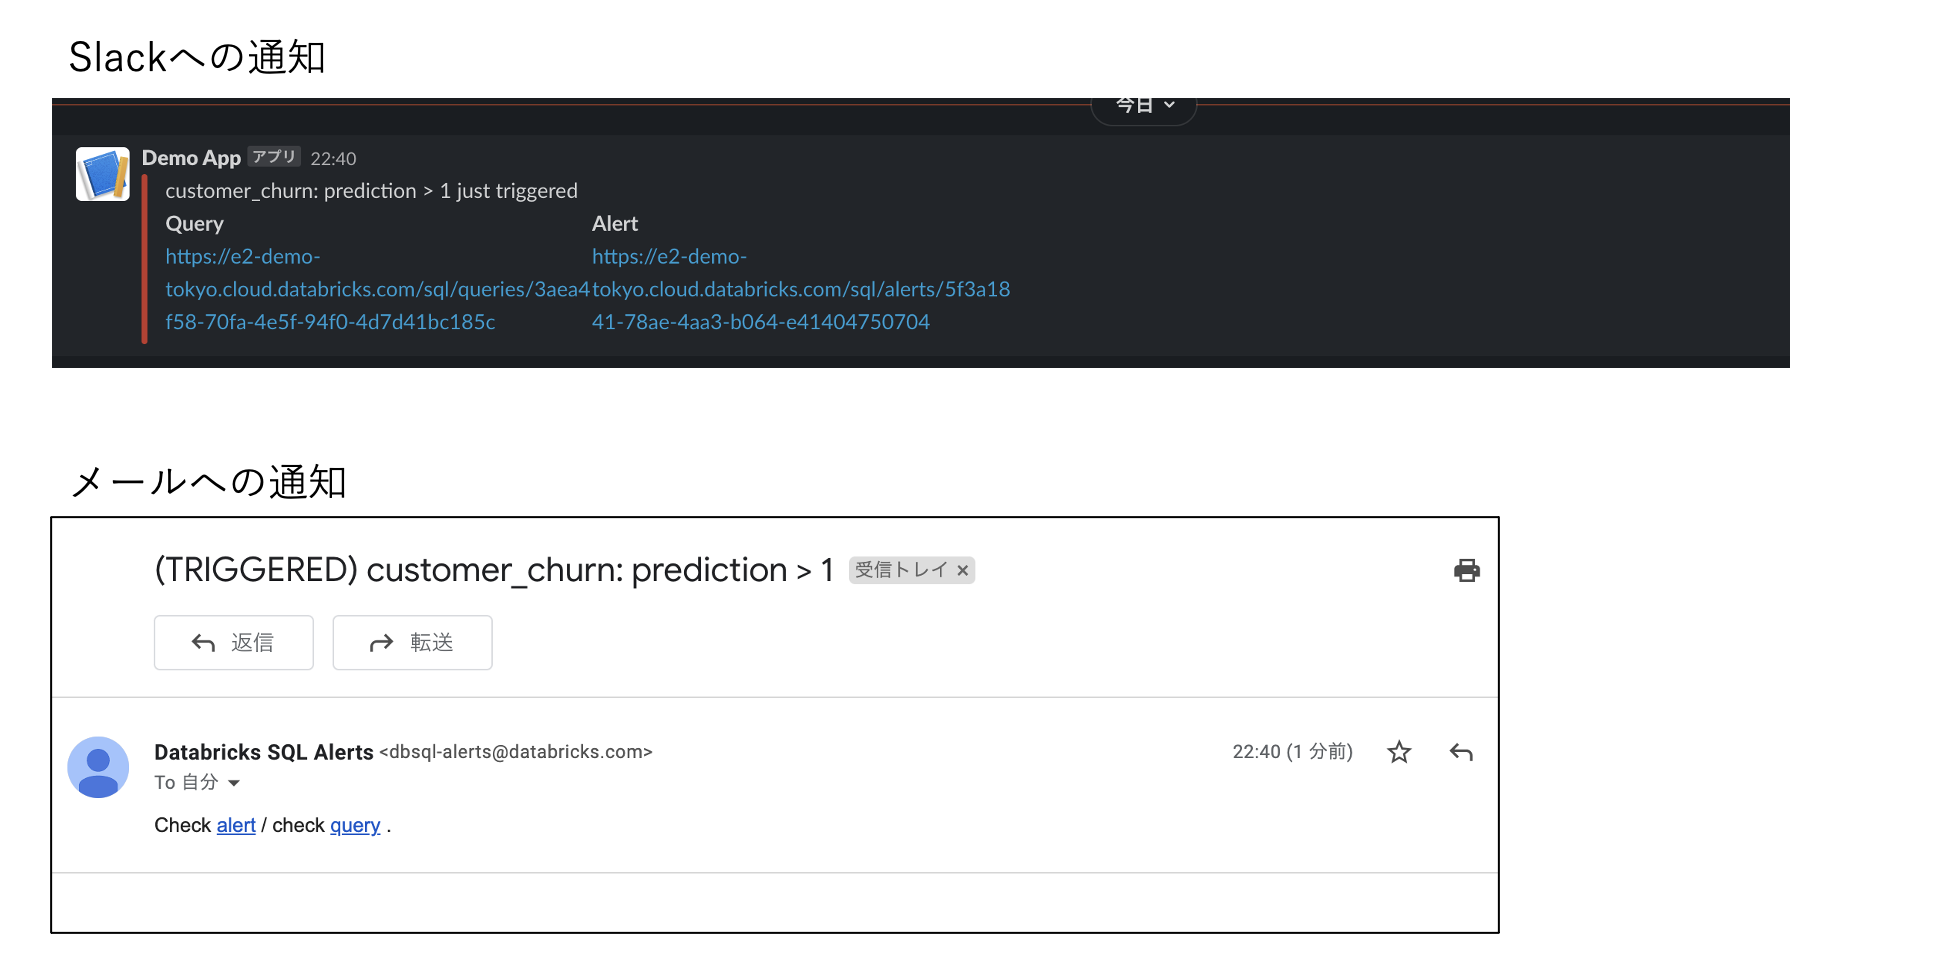 Slackへの通知
今日
Demo App アプリ 22:40
customer_churn: prediction > 1 just triggered
Query Alert
https://e2-demo- https://e2-demo-
tokyo.cloud.databricks.com/sql/queries/3aea4 tokyo.cloud.databricks.com/sql/alerts/5f3a18
f58-70fa-4e5f-94f0-4d7d41bc185c 41-78ae-4aa3-b064-e41404750704
メールへの通知
(TRIGGERED) customer_churn: prediction > 1 受信トレイ ×
返信 転送
Databricks SQL Alerts <dbsql-alerts@databricks.com> 22:40 (1 分前)
To 自分
Check alert / check query .